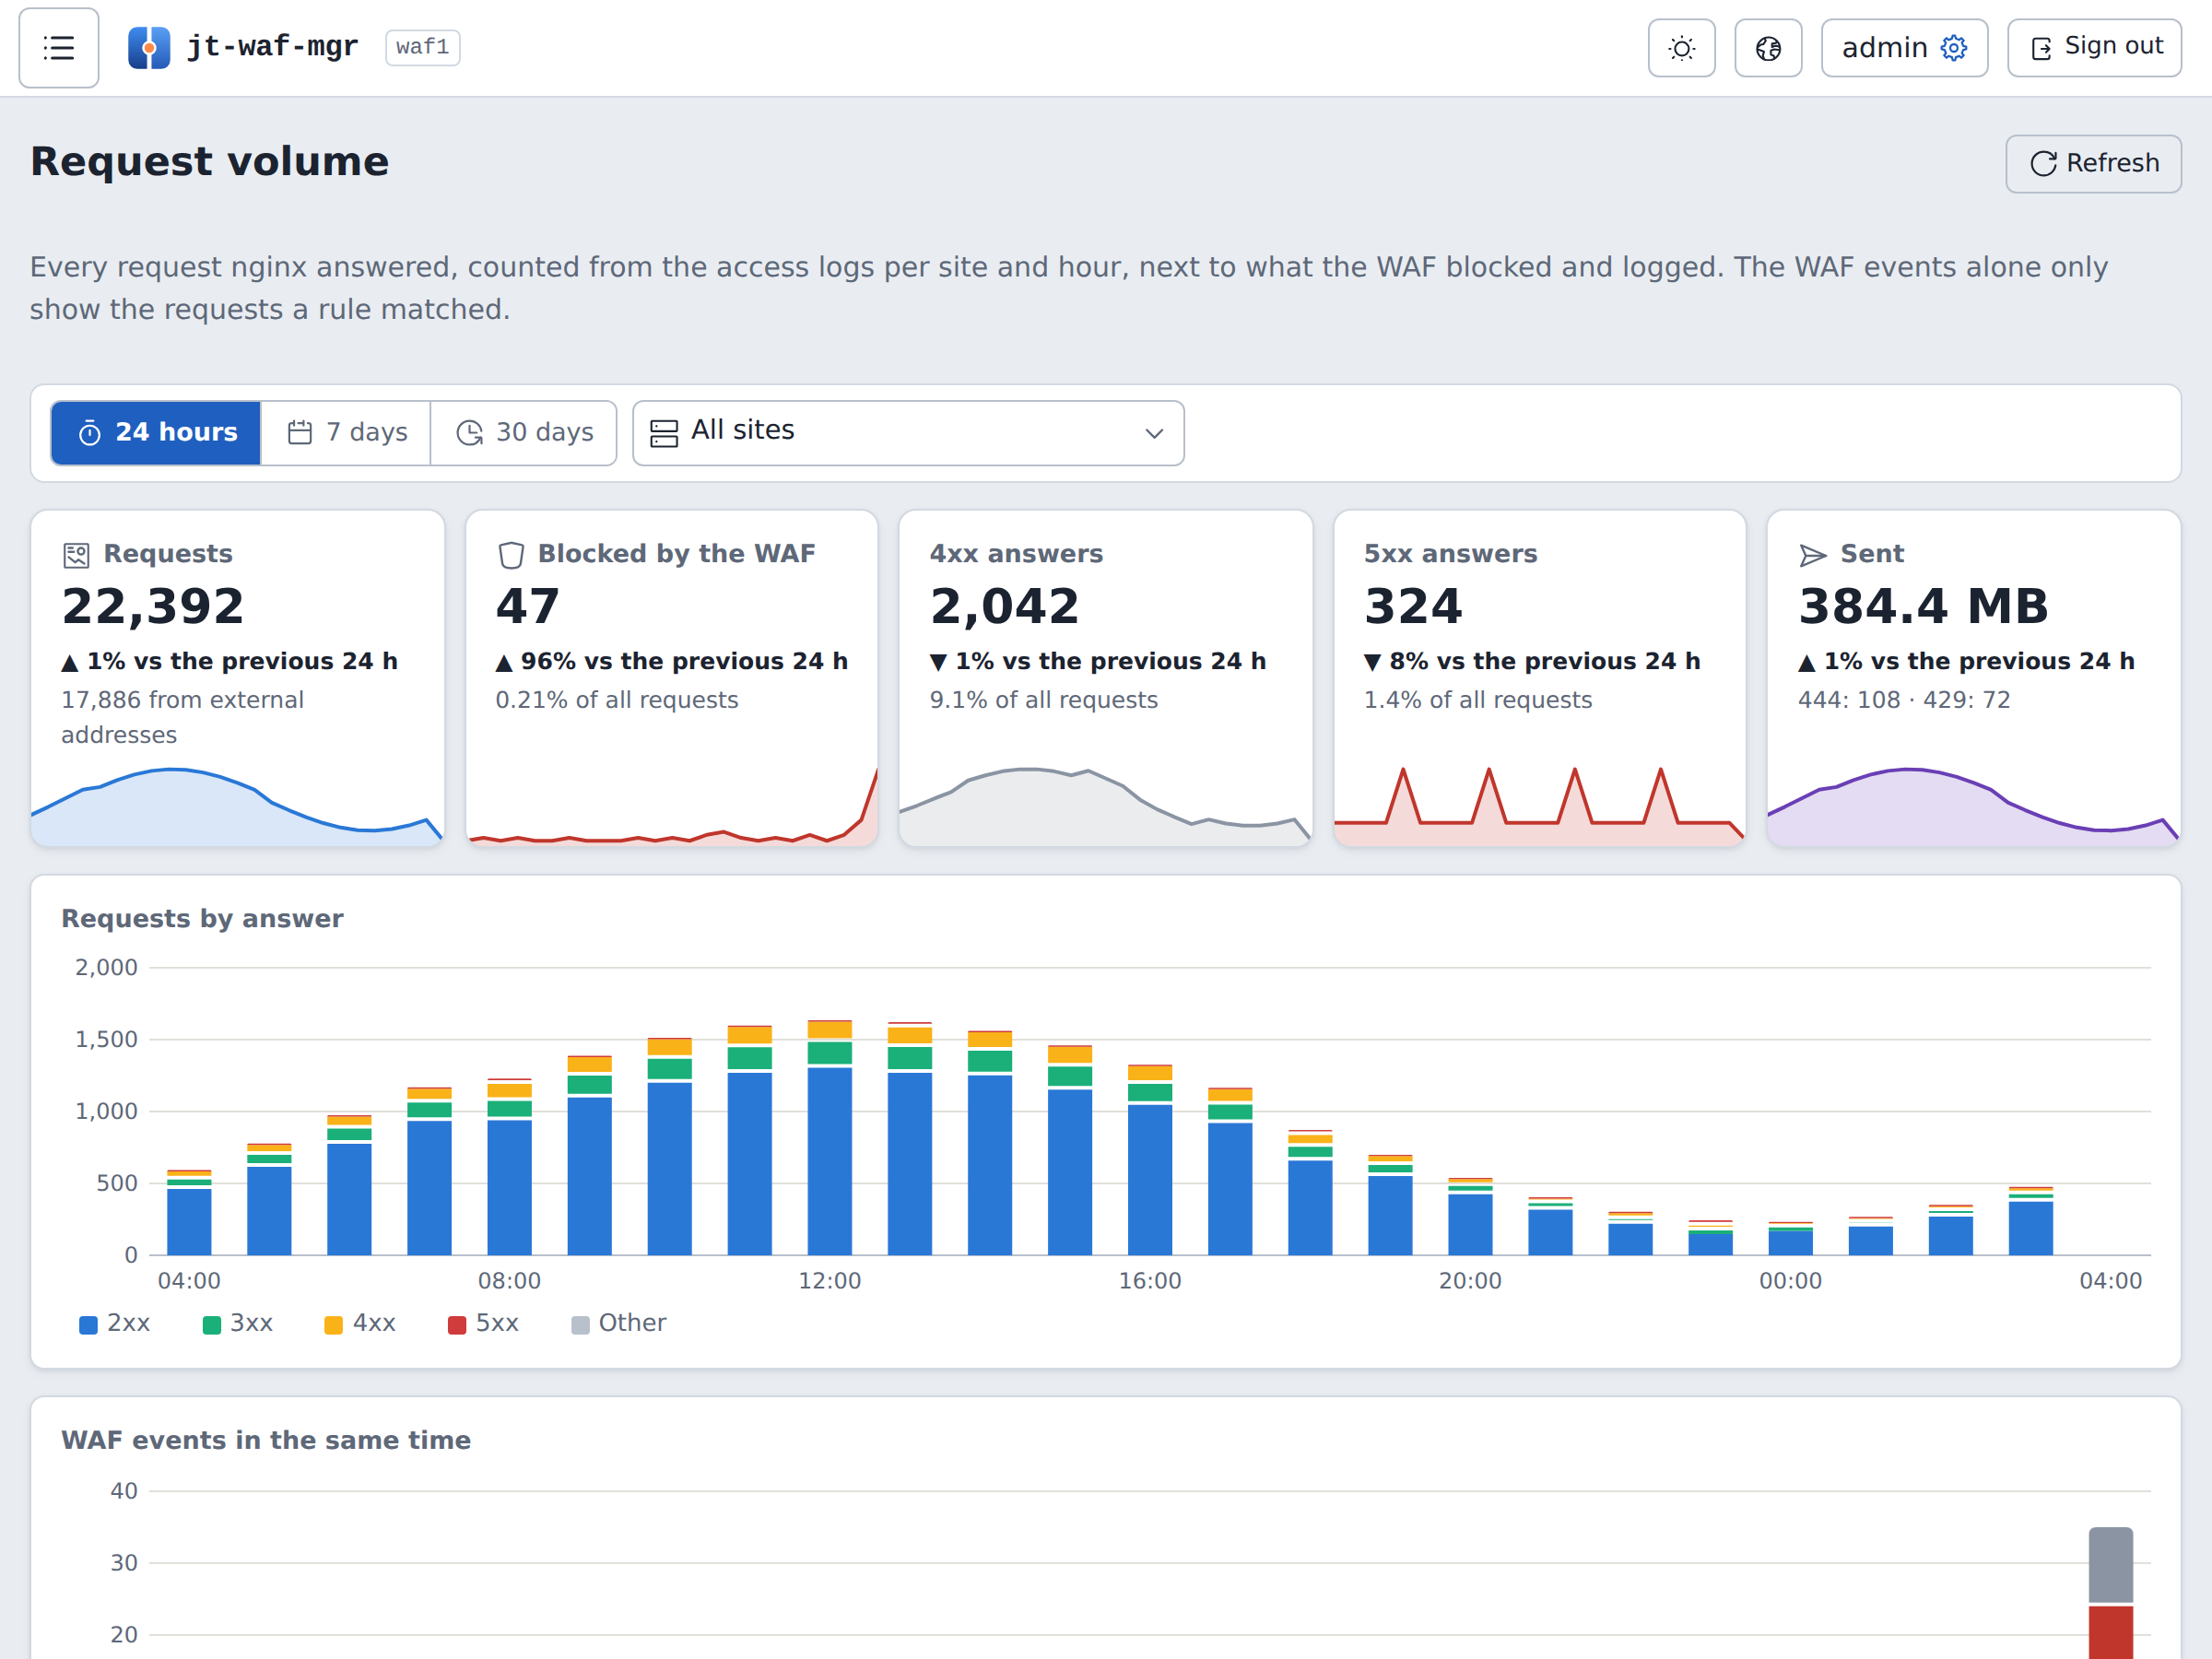 jt-waf-mgr
waf1
admin
Sign out
Request volume
Refresh
Every request nginx answered, counted from the access logs per site and hour, next to what the WAF blocked and logged. The WAF events alone only
show the requests a rule matched.
24 hours
7 days
30 days
All sites
Requests
22,392
▲ 1% vs the previous 24 h
17,886 from external
addresses
Blocked by the WAF
47
▲ 96% vs the previous 24 h
0.21% of all requests
4xx answers
2,042
▼ 1% vs the previous 24 h
9.1% of all requests
5xx answers
324
▼ 8% vs the previous 24 h
1.4% of all requests
Sent
384.4 MB
▲ 1% vs the previous 24 h
444: 108 · 429: 72
Requests by answer
2,000
1,500
1,000
500
0
04:00 08:00 12:00 16:00 20:00 00:00 04:00
2xx 3xx 4xx 5xx Other
WAF events in the same time
40
30
20